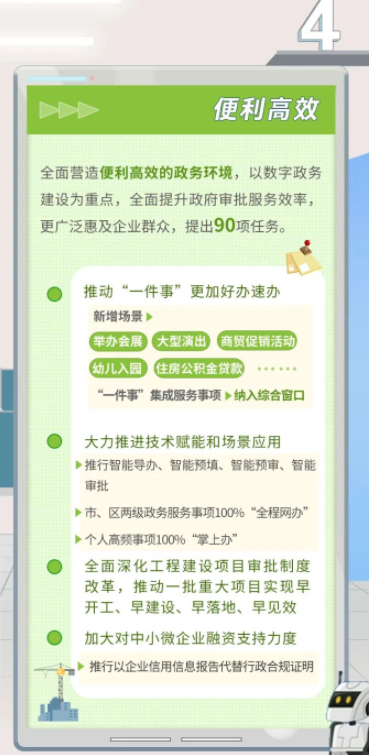 4
便利高效
全面营造便利高效的政务环境，以数字政务
建设为重点，全面提升政府审批服务效率，
更广泛惠及企业群众，提出90项任务。
推动“一件事”更加好办速办
新增场景
举办会展 大型演出 商贸促销活动
幼儿入园 住房公积金贷款 ······
“一件事”集成服务事项 纳入综合窗口
大力推进技术赋能和场景应用
推行智能导办、智能预填、智能预审、智能
审批
市、区两级政务服务事项100%“全程网办”
个人高频事项100%“掌上办”
全面深化工程建设项目审批制度
改革，推动一批重大项目实现早
开工、早建设、早落地、早见效
加大对中小微企业融资支持力度
推行以企业信用信息报告代替行政合规证明